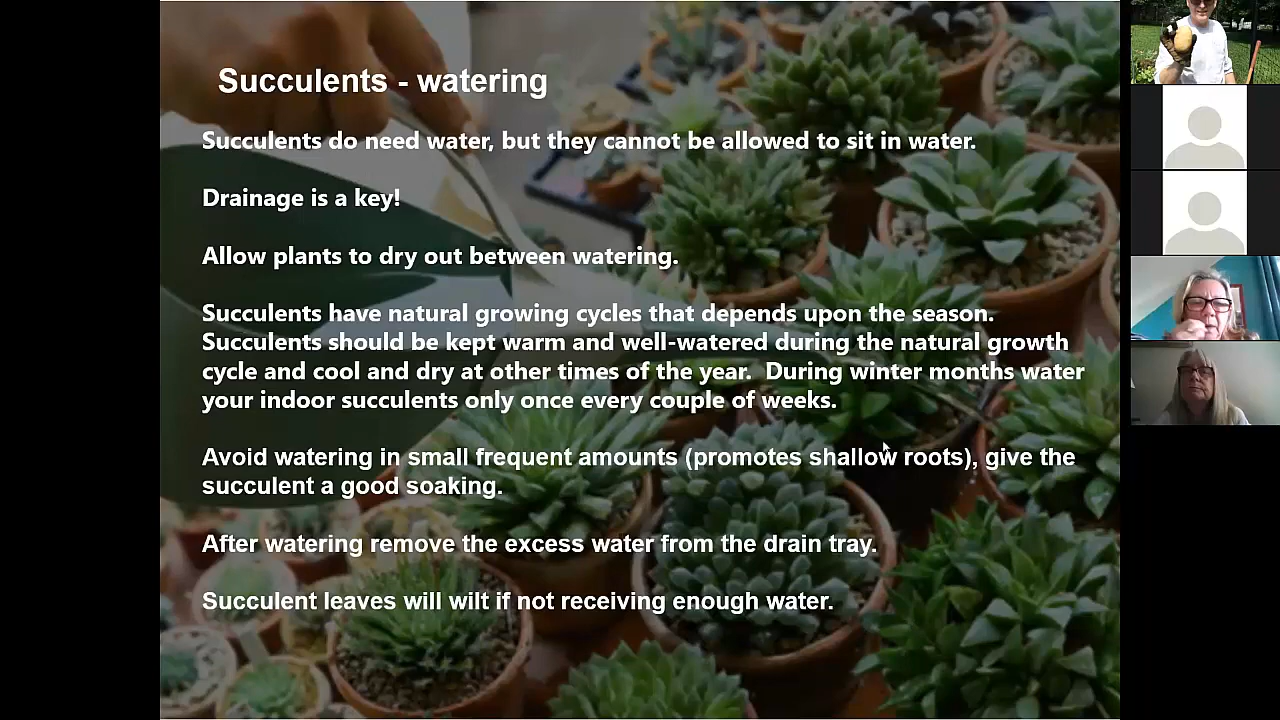 Succulents - watering
Succulents do need water, but they cannot be allowed to sit in water.
Drainage is a key!
Allow plants to dry out between watering.
Succulents have natural growing cycles that depends upon the season.
Succulents should be kept warm and well-watered during the natural growth
cycle and cool and dry at other times of the year.  During winter months water
your indoor succulents only once every couple of weeks.
Avoid watering in small frequent amounts (promotes shallow roots), give the
succulent a good soaking.
After watering remove the excess water from the drain tray.
Succulent leaves will wilt if not receiving enough water.